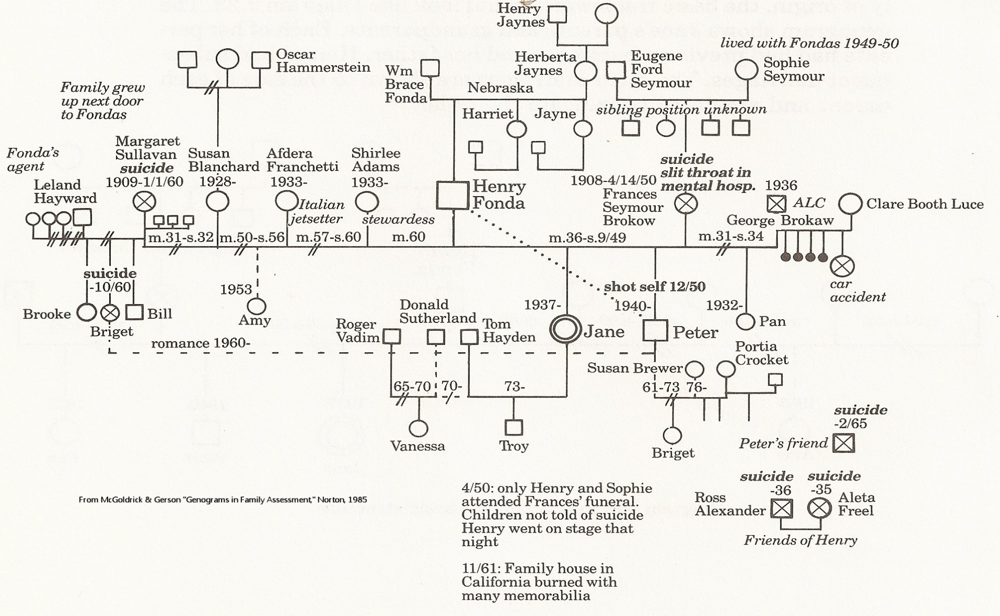 Henry
Jaynes
lived with Fondas 1949-50
Oscar
Hammerstein
Wm
Brace
Fonda
Herberta
Jaynes
Nebraska
Eugene
Ford
Seymour
Sophie
Seymour
Family grew
up next door
to Fondas
Harriet
Jayne
sibling position unknown
Fonda's
agent
Leland
Hayward
Margaret
Sullavan
suicide
1909-1/1/60
Susan
Blanchard
1928-
Afdera
Franchetti
1933-
Italian
jetsetter
Shirlee
Adams
1933-
stewardess
Henry
Fonda
1908-4/14/50
Frances
Seymour
Brokow
suicide
slit throat in
mental hosp.
1936
ALC
George Brokaw
Clare Booth Luce
m.31-s.32
m.50-s.56
m.57-s.60
m.60
m.36-s.9/49
m.31-s.34
suicide
-10/60
Brooke
Briget
Bill
1953
Amy
car
accident
shot self 12/50
1937-
Jane
1940-
Peter
1932-
Pan
romance 1960-
Roger
Vadim
Donald
Sutherland
Tom
Hayden
Portia
Crocket
Susan Brewer
65-70
70-
73-
61-73
76-
Vanessa
Troy
Briget
suicide
-2/65
Peter's friend
suicide
-36
Ross
Alexander
suicide
-35
Aleta
Freel
Friends of Henry
From McGoldrick & Gerson "Genograms in Family Assessment," Norton, 1985
4/50: only Henry and Sophie
attended Frances' funeral.
Children not told of suicide
Henry went on stage that
night
11/61: Family house in
California burned with
many memorabilia